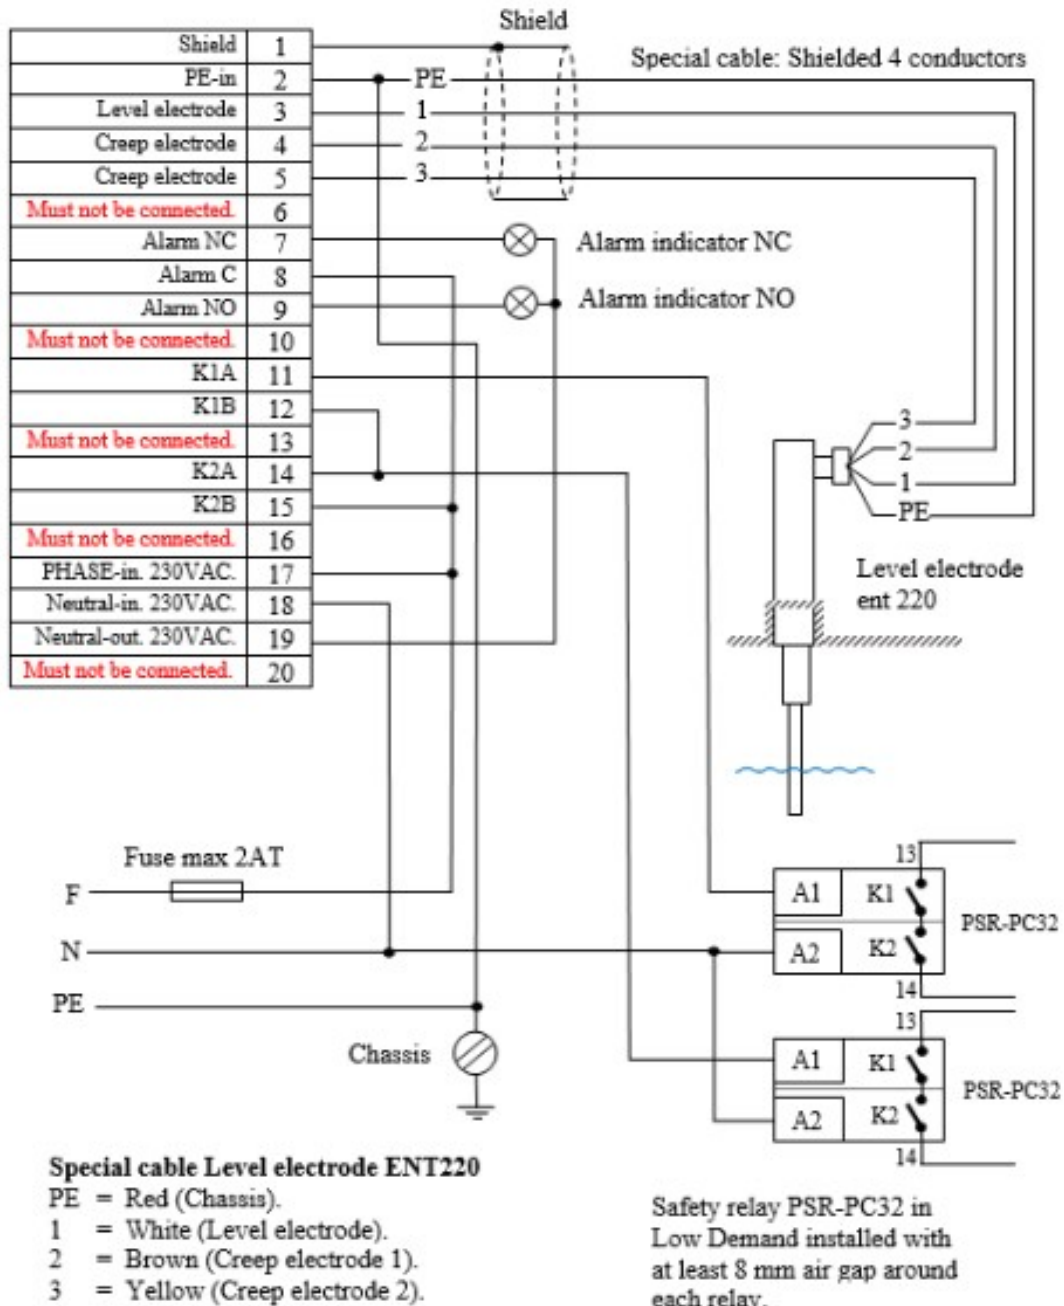 Shield
Special cable: Shielded 4 conductors
Shield 1
PE-in 2
Level electrode 3
Creep electrode 4
Creep electrode 5
Must not be connected. 6
Alarm NC 7
Alarm C 8
Alarm NO 9
Must not be connected. 10
K1A 11
K1B 12
Must not be connected. 13
K2A 14
K2B 15
Must not be connected. 16
PHASE-in. 230VAC. 17
Neutral-in. 230VAC. 18
Neutral-out. 230VAC. 19
Must not be connected. 20
PE
1
2
3
Alarm indicator NC
Alarm indicator NO
3
2
1
PE
Level electrode
ent 220
Fuse max 2AT
F
N
PE
Chassis
13
A1 K1
PSR-PC32
A2 K2
14
13
A1 K1
PSR-PC32
A2 K2
14
Special cable Level electrode ENT220
PE = Red (Chassis).
1 = White (Level electrode).
2 = Brown (Creep electrode 1).
3 = Yellow (Creep electrode 2).
Safety relay PSR-PC32 in
Low Demand installed with
at least 8 mm air gap around
each relay.